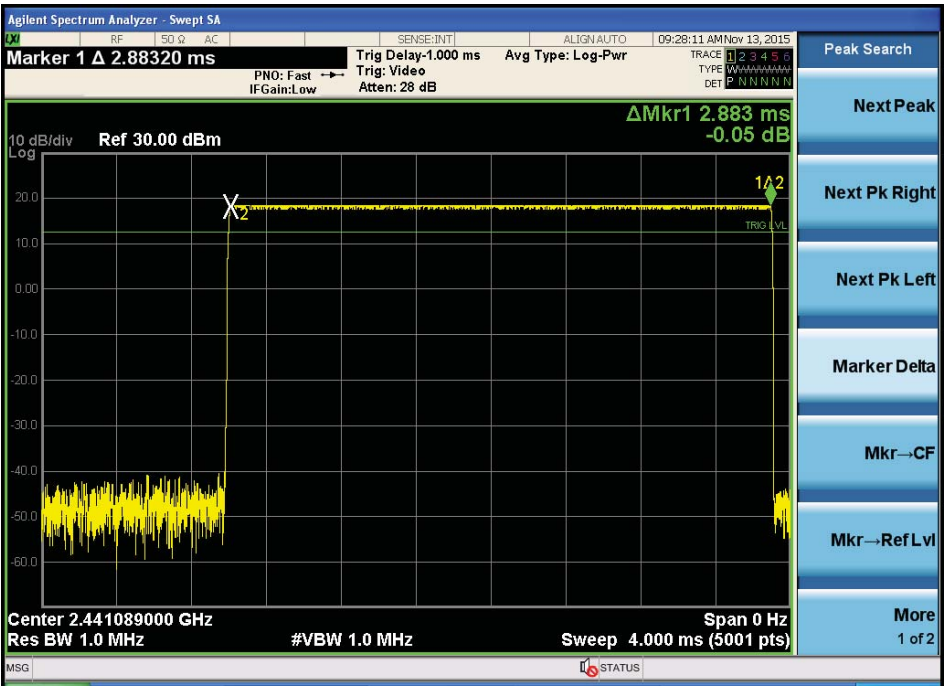 Agilent Spectrum Analyzer - Swept SA
LXI RF 50 Ω AC SENSE:INT ALIGN AUTO 09:28:11 AM Nov 13, 2015
Marker 1 Δ 2.88320 ms
PNO: Fast
IFGain:Low
Trig Delay-1.000 ms
Trig: Video
Atten: 28 dB
Avg Type: Log-Pwr
TRACE 1 2 3 4 5 6
TYPE W
DET P N N N N N
ΔMkr1 2.883 ms
-0.05 dB
10 dB/div Ref 30.00 dBm
Log
20.0
10.0
0.00
-10.0
-20.0
-30.0
-40.0
-50.0
-60.0
X2
1Δ2
TRIG LVL
Center 2.441089000 GHz Span 0 Hz
Res BW 1.0 MHz #VBW 1.0 MHz Sweep 4.000 ms (5001 pts)
MSG STATUS
Peak Search
Next Peak
Next Pk Right
Next Pk Left
Marker Delta
Mkr→CF
Mkr→Ref Lvl
More
1 of 2